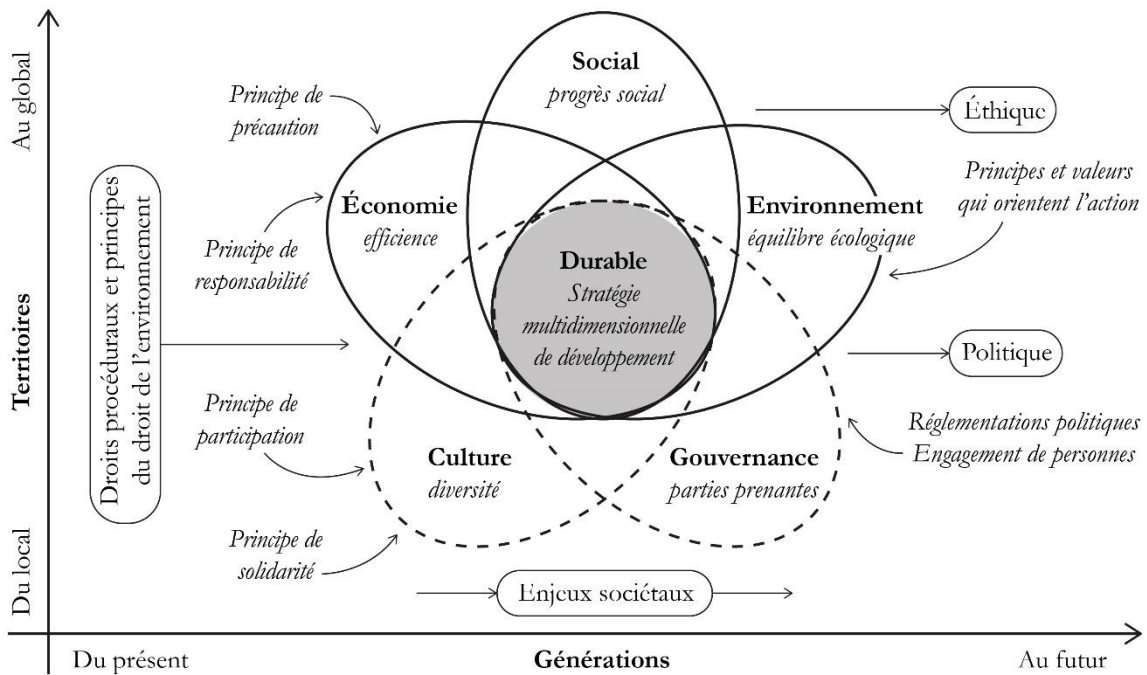 Au global
Territoires
Du local
Droits procéduraux et principes
du droit de l’environnement
Principe de
précaution
Principe de
responsabilité
Principe de
participation
Principe de
solidarité
Social
progrès social
Économie
efficience
Environnement
équilibre écologique
Durable
Stratégie
multidimensionnelle
de développement
Culture
diversité
Gouvernance
parties prenantes
Éthique
Principes et valeurs
qui orientent l’action
Politique
Réglementations politiques
Engagement de personnes
Enjeux sociétaux
Du présent
Générations
Au futur